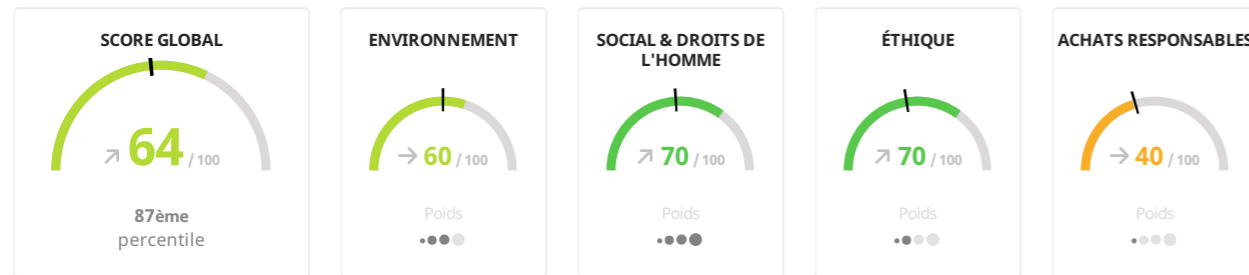 SCORE GLOBAL
64 / 100
87ème
percentile
ENVIRONNEMENT
60 / 100
Poids
SOCIAL & DROITS DE
L'HOMME
70 / 100
Poids
ÉTHIQUE
70 / 100
Poids
ACHATS RESPONSABLES
40 / 100
Poids